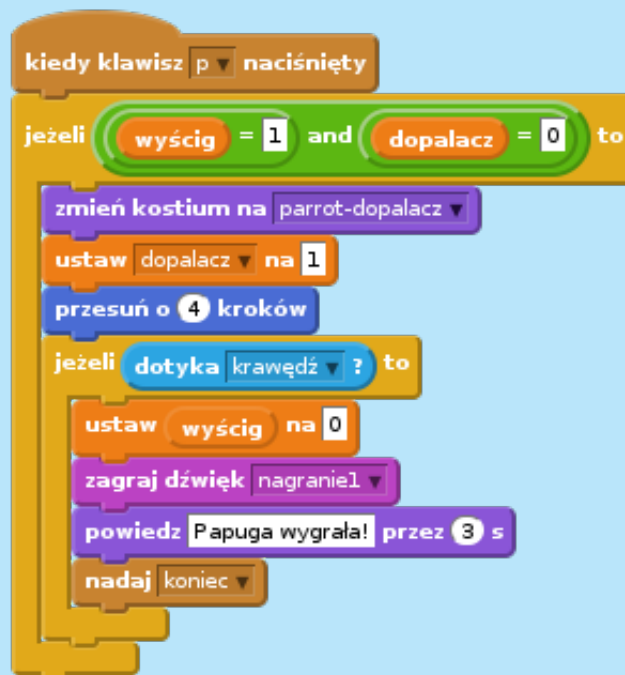 kiedy klawisz p naciśnięty
jeżeli wyścig = 1 and dopalacz = 0 to
zmień kostium na parrot-dopalacz
ustaw dopalacz na 1
przesuń o 4 kroków
jeżeli dotyka krawędź ? to
ustaw wyścig na 0
zagraj dźwięk nagranie1
powiedz Papuga wygrała! przez 3 s
nadaj koniec